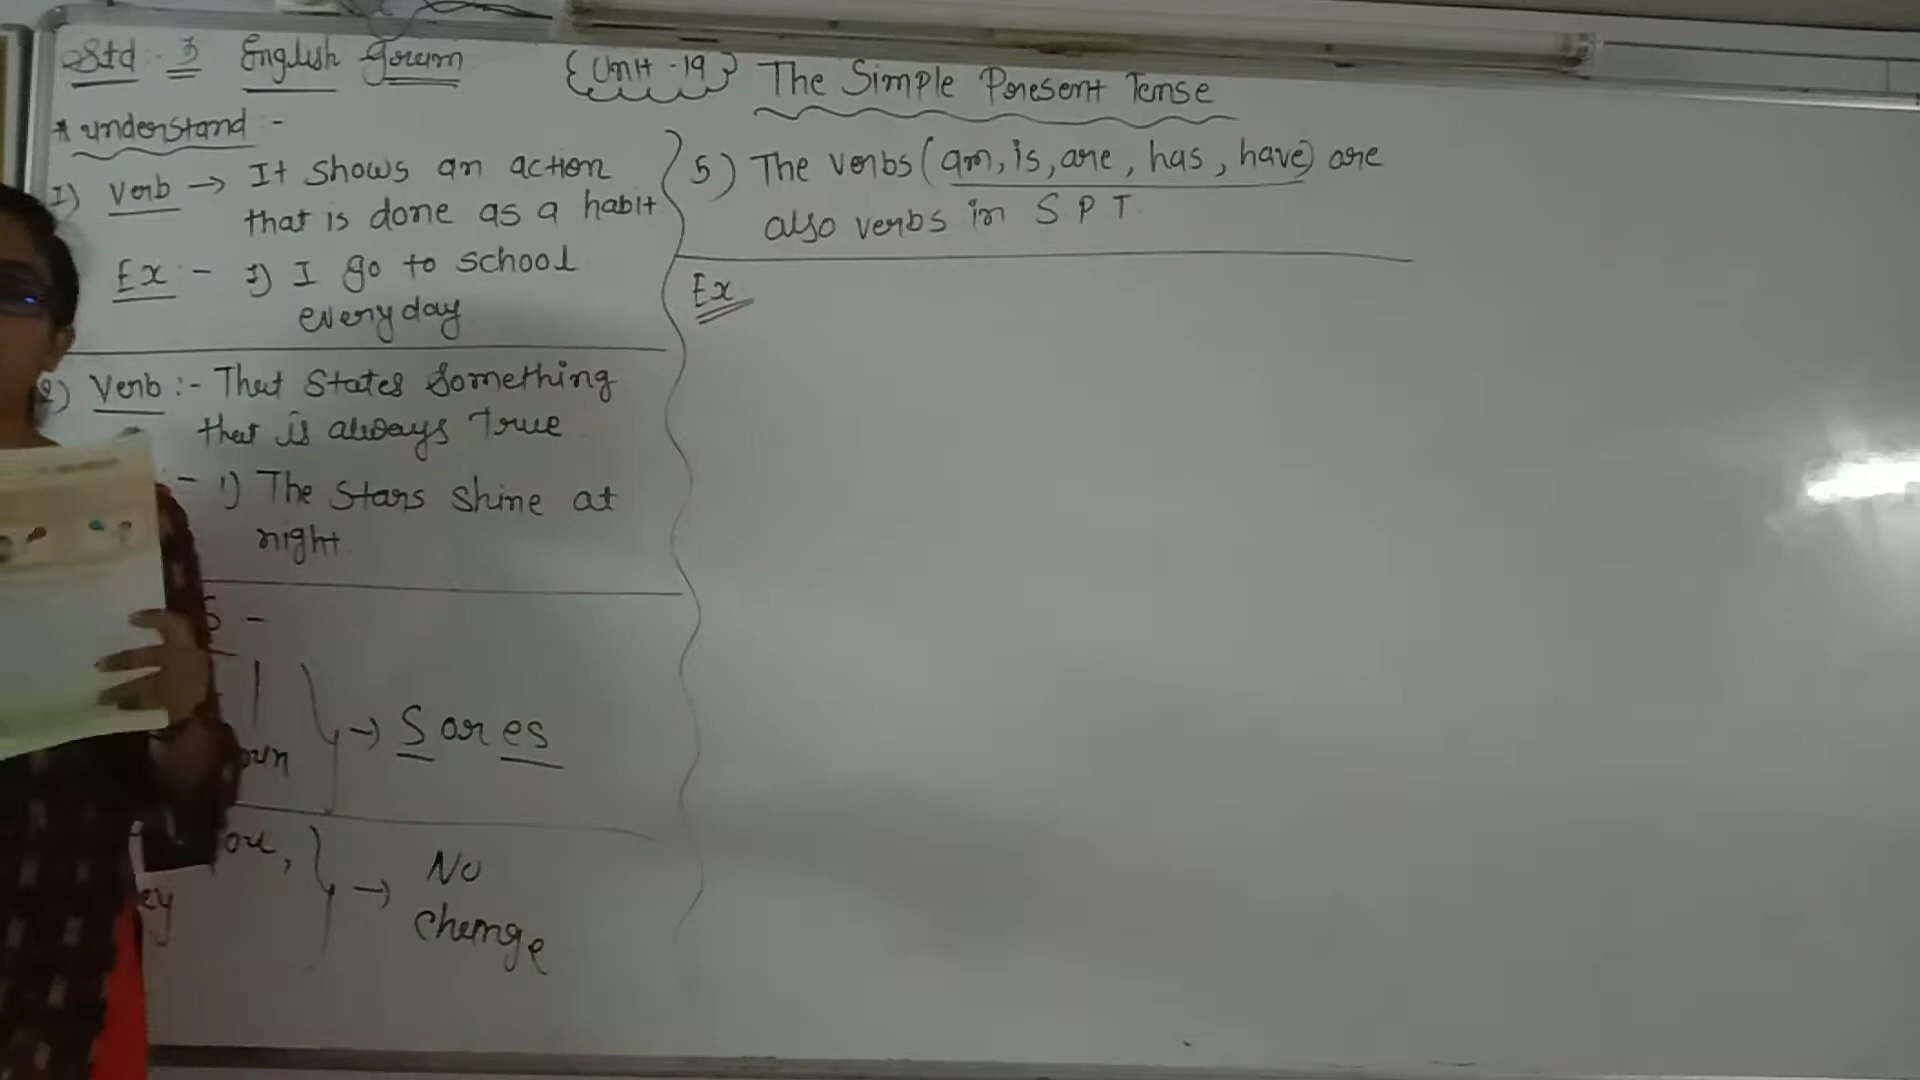 Std - 3 English Gram {Unit - 19} The Simple Present Tense
* understand -
1) Verb → It shows an action
that is done as a habit
Ex :- 1) I go to school
everyday
2) Verb :- That States Something
that is always True
- 1) The Stars Shine at
night
→ S or es
→ No
change
5) The verbs (am, is, are, has, have) are
also verbs in S P T.
Ex